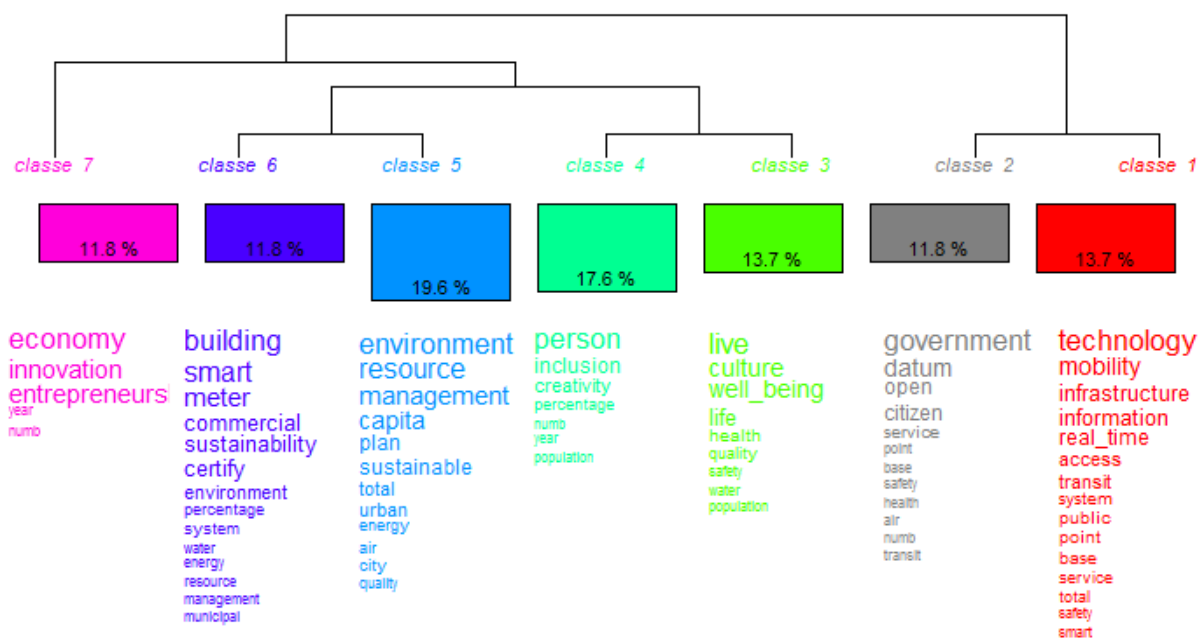 classe 7
classe 6
classe 5
classe 4
classe 3
classe 2
classe 1
11.8 %
11.8 %
19.6 %
17.6 %
13.7 %
11.8 %
13.7 %
economy
innovation
entrepreneurs
year
numb
building
smart
meter
commercial
sustainability
certify
environment
percentage
system
water
energy
resource
management
municipal
environment
resource
management
capita
plan
sustainable
total
urban
energy
air
city
quality
person
inclusion
creativity
percentage
numb
year
population
live
culture
well_being
life
health
quality
safety
water
population
government
datum
open
citizen
service
point
base
safety
health
air
numb
transit
technology
mobility
infrastructure
information
real_time
access
transit
system
public
point
base
service
total
safety
smart